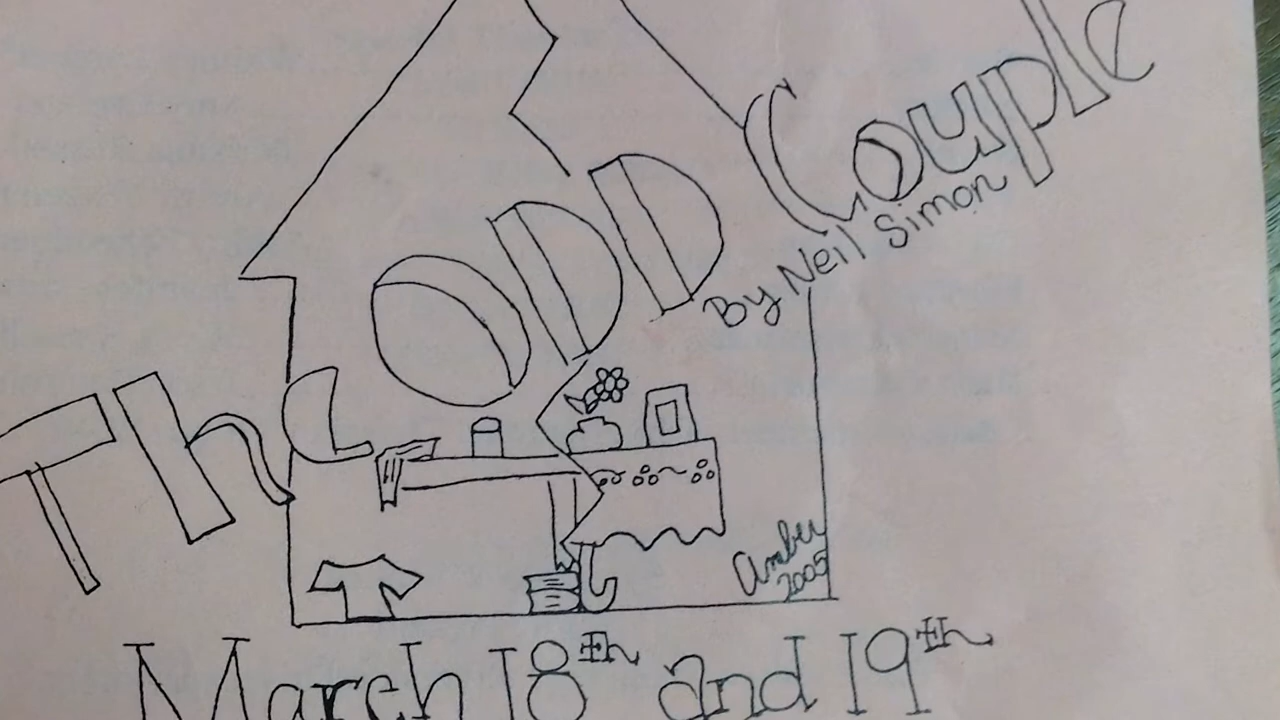 The ODD Couple
By Neil Simon
Amber
2005
March 18th and 19th